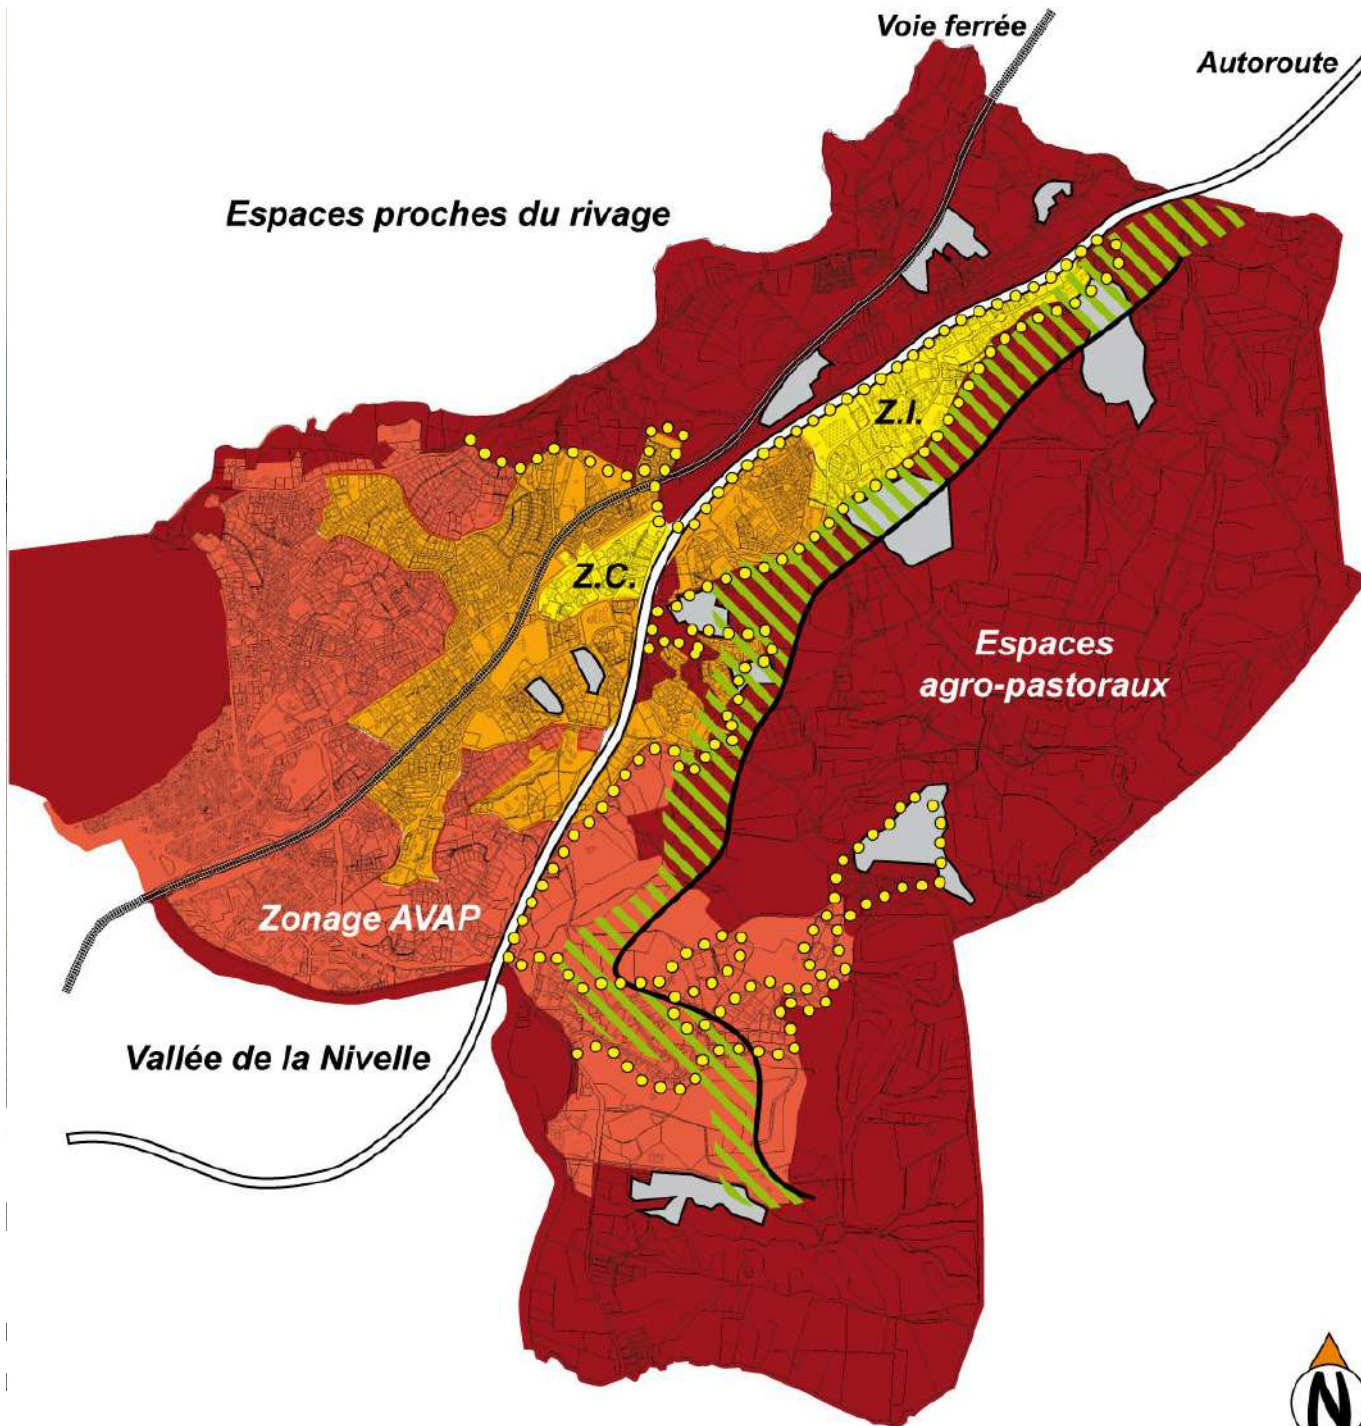 Voie ferrée
Autoroute
Espaces proches du rivage
Z.I.
Z.C.
Espaces
agro-pastoraux
Zonage AVAP
Vallée de la Nivelle
N